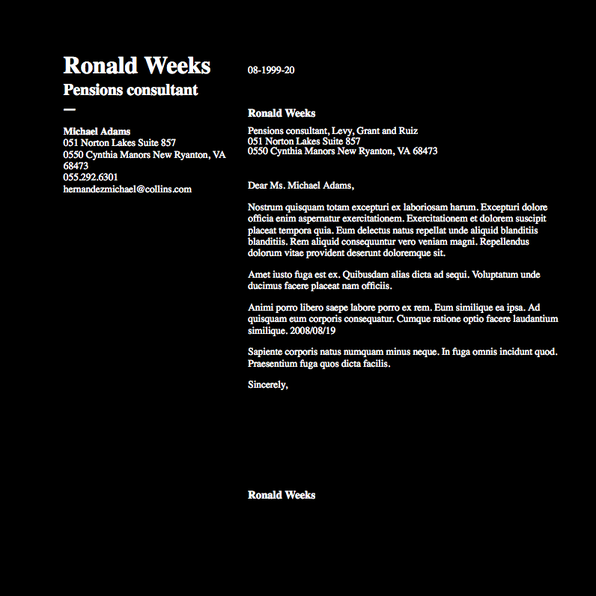 Ronald Weeks
Pensions consultant
Michael Adams
051 Norton Lakes Suite 857
0550 Cynthia Manors New Ryanton, VA
68473
055.292.6301
hernandezmichael@collins.com
08-1999-20
Ronald Weeks
Pensions consultant, Levy, Grant and Ruiz
051 Norton Lakes Suite 857
0550 Cynthia Manors New Ryanton, VA 68473
Dear Ms. Michael Adams,
Nostrum quisquam totam excepturi ex laboriosam harum. Excepturi dolore
officia enim aspernatur exercitationem. Exercitationem et dolorem suscipit
placeat tempora quia. Eum delectus natus repellat unde aliquid blanditiis
blanditiis. Rem aliquid consequuntur vero veniam magni. Repellendus
dolorum vitae provident deserunt doloremque sit.
Amet iusto fuga est ex. Quibusdam alias dicta ad sequi. Voluptatum unde
ducimus facere placeat nam officiis.
Animi porro libero saepe labore porro ex rem. Eum similique ea ipsa. Ad
quisquam eum corporis consequatur. Cumque ratione optio facere laudantium
similique. 2008/08/19
Sapiente corporis natus numquam minus neque. In fuga omnis incidunt quod.
Praesentium fuga quos dicta facilis.
Sincerely,
Ronald Weeks